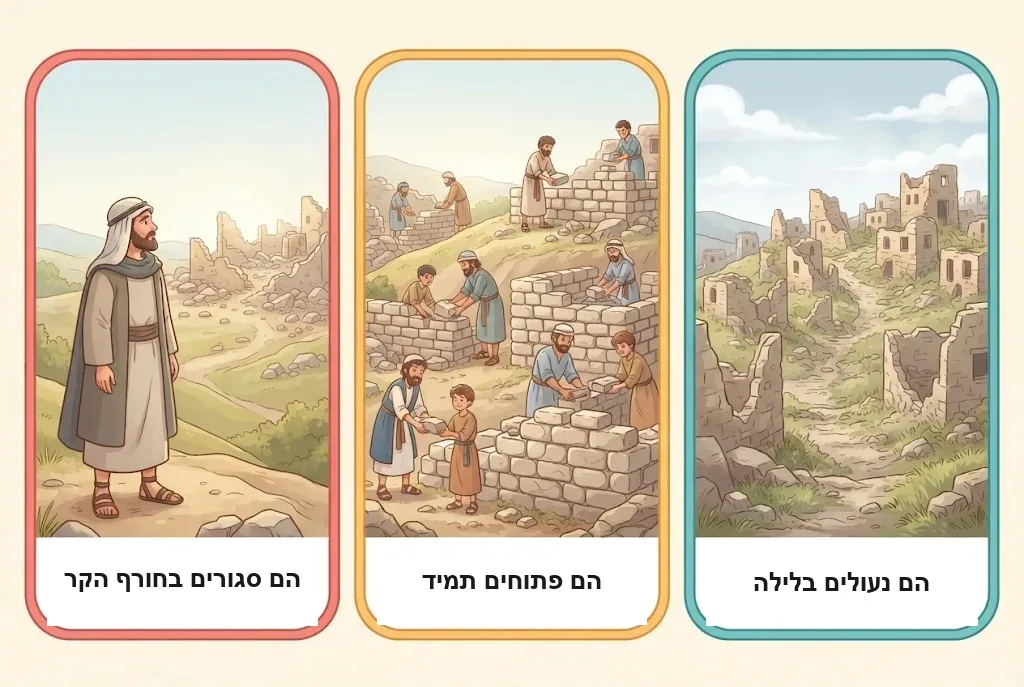 הם נעולים בלילה
הם פתוחים תמיד
הם סגורים בחורף הקר